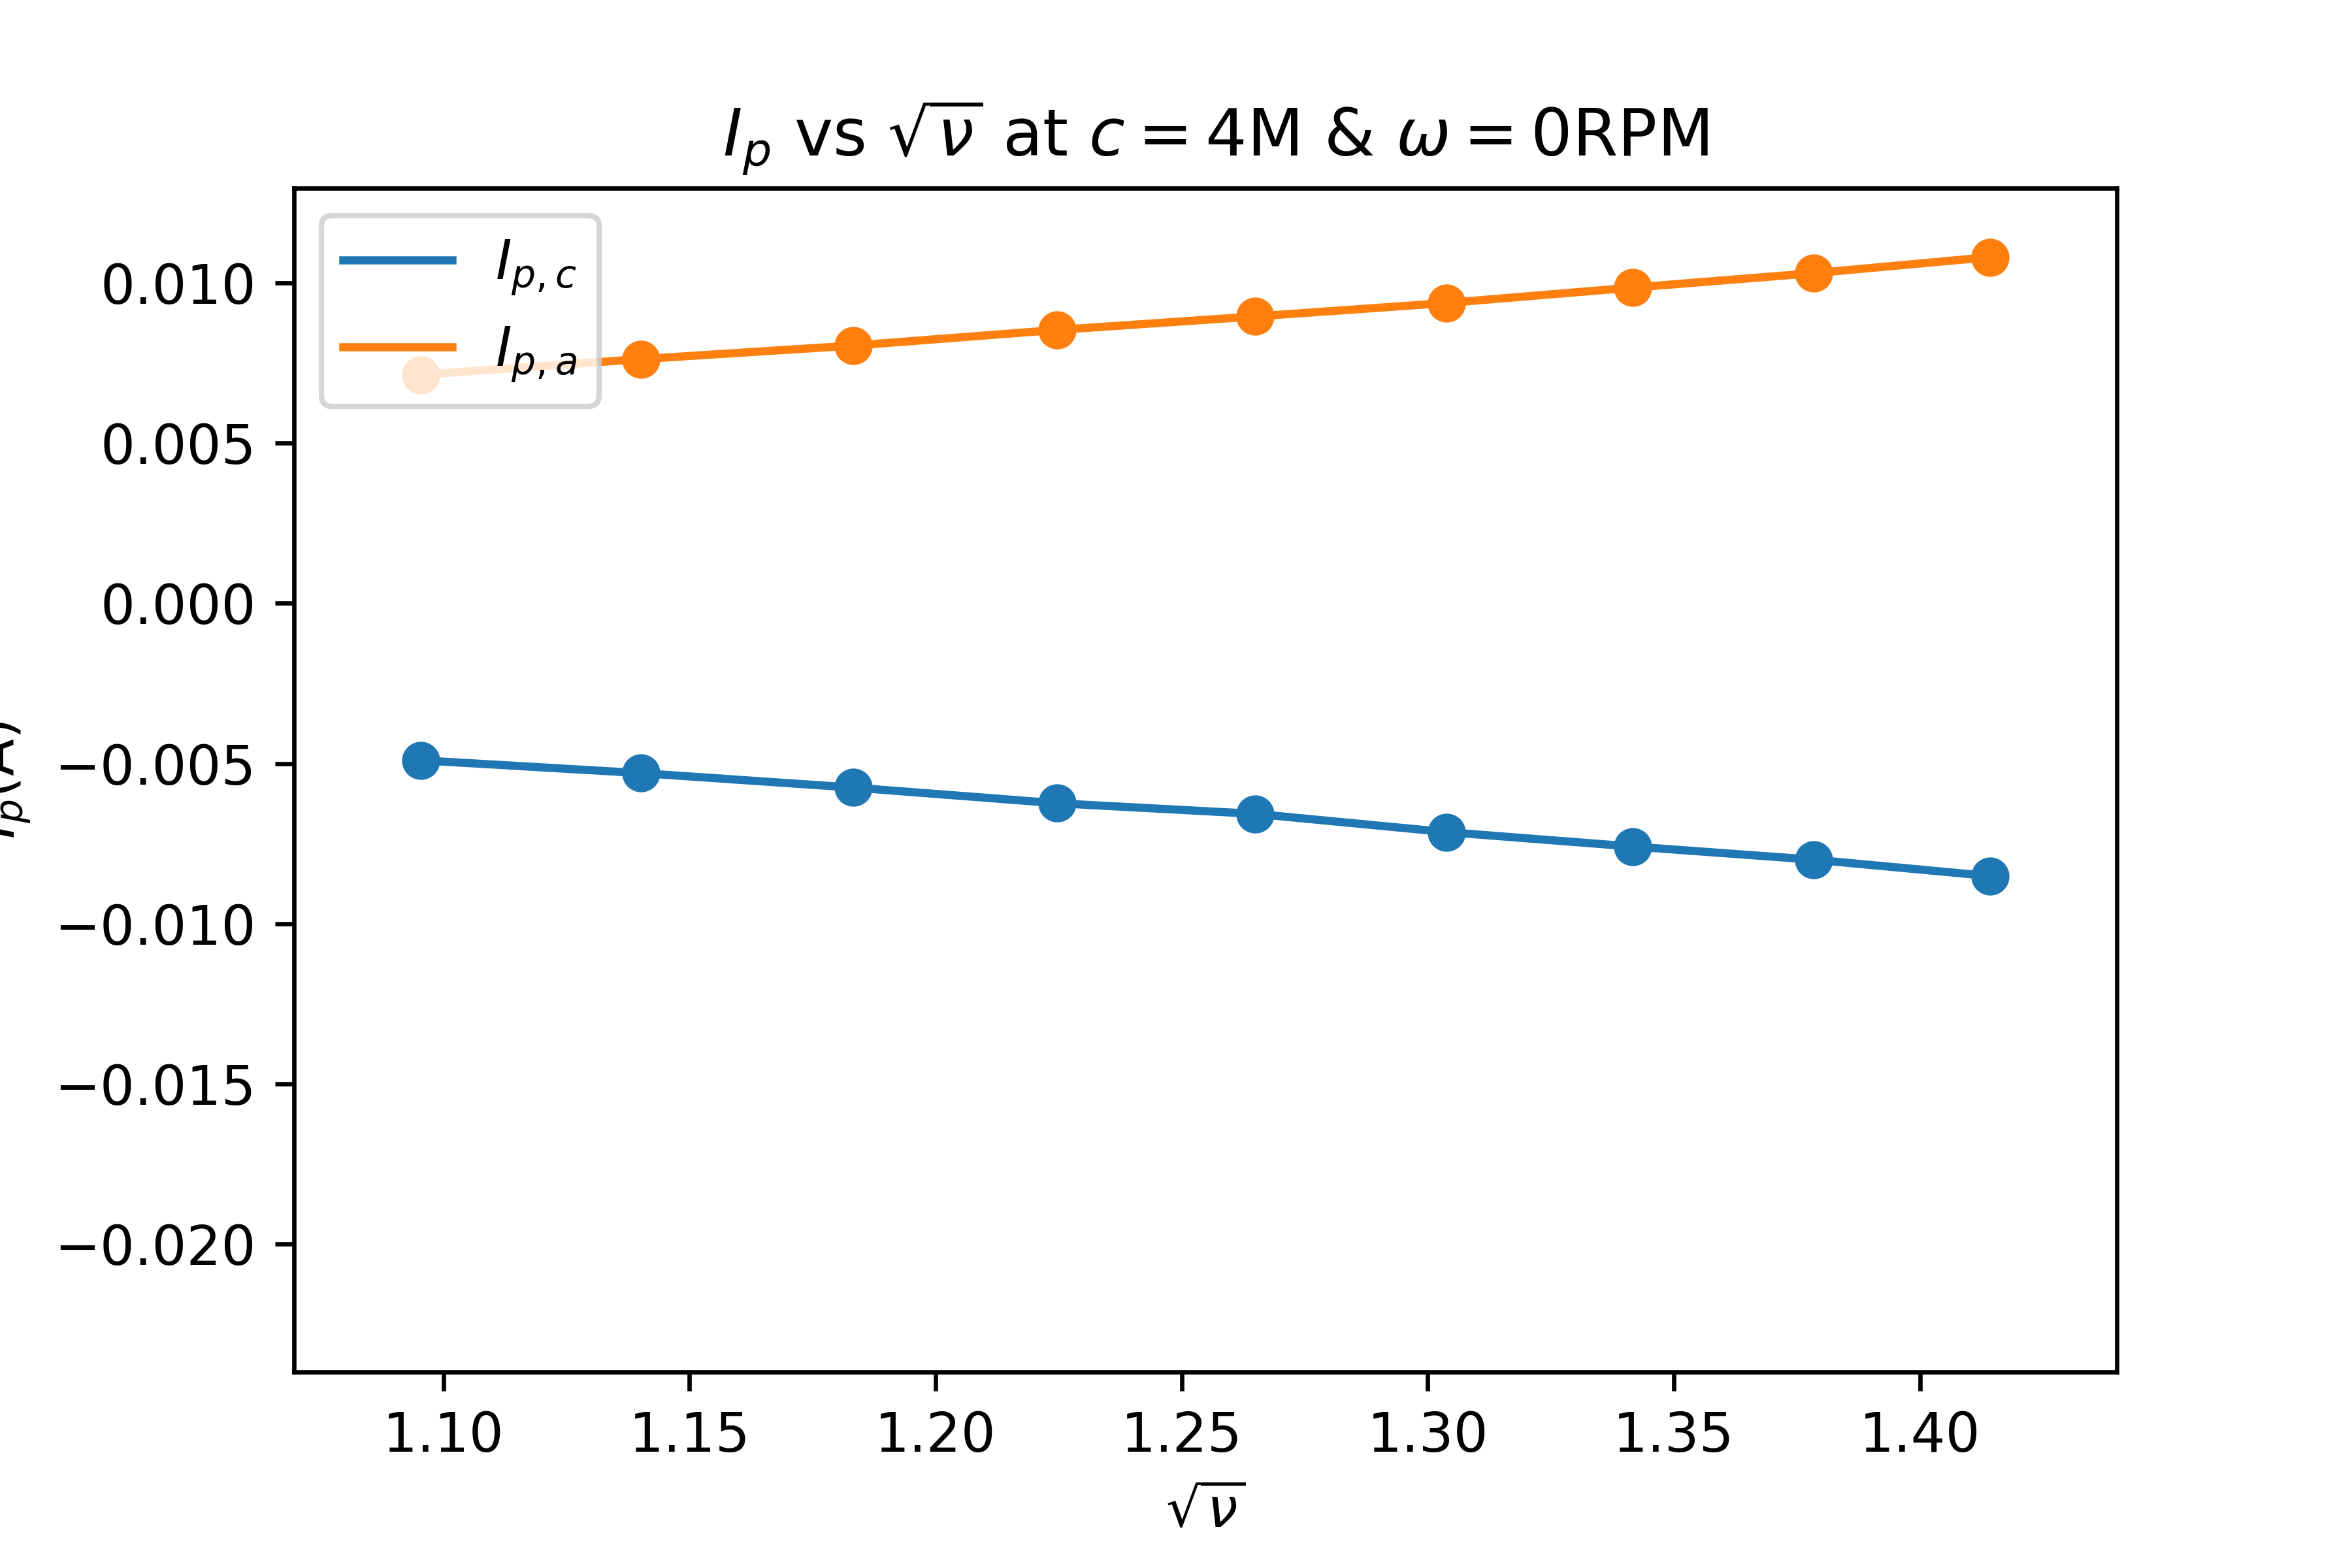 I_p vs √ν at c = 4M & ω = 0RPM
I_p,c
I_p,a
0.010
0.005
0.000
−0.005
−0.010
−0.015
−0.020
I_p(A)
1.10 1.15 1.20 1.25 1.30 1.35 1.40
√ν